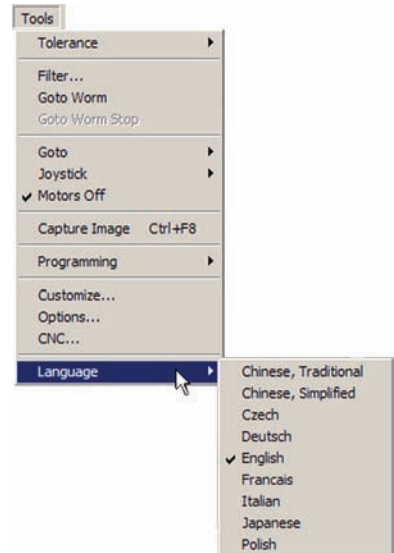 Tools
Tolerance
Filter...
Goto Worm
Goto Worm Stop
Goto
Joystick
Motors Off
Capture Image Ctrl+F8
Programming
Customize...
Options...
CNC...
Language
Chinese, Traditional
Chinese, Simplified
Czech
Deutsch
English
Francais
Italian
Japanese
Polish